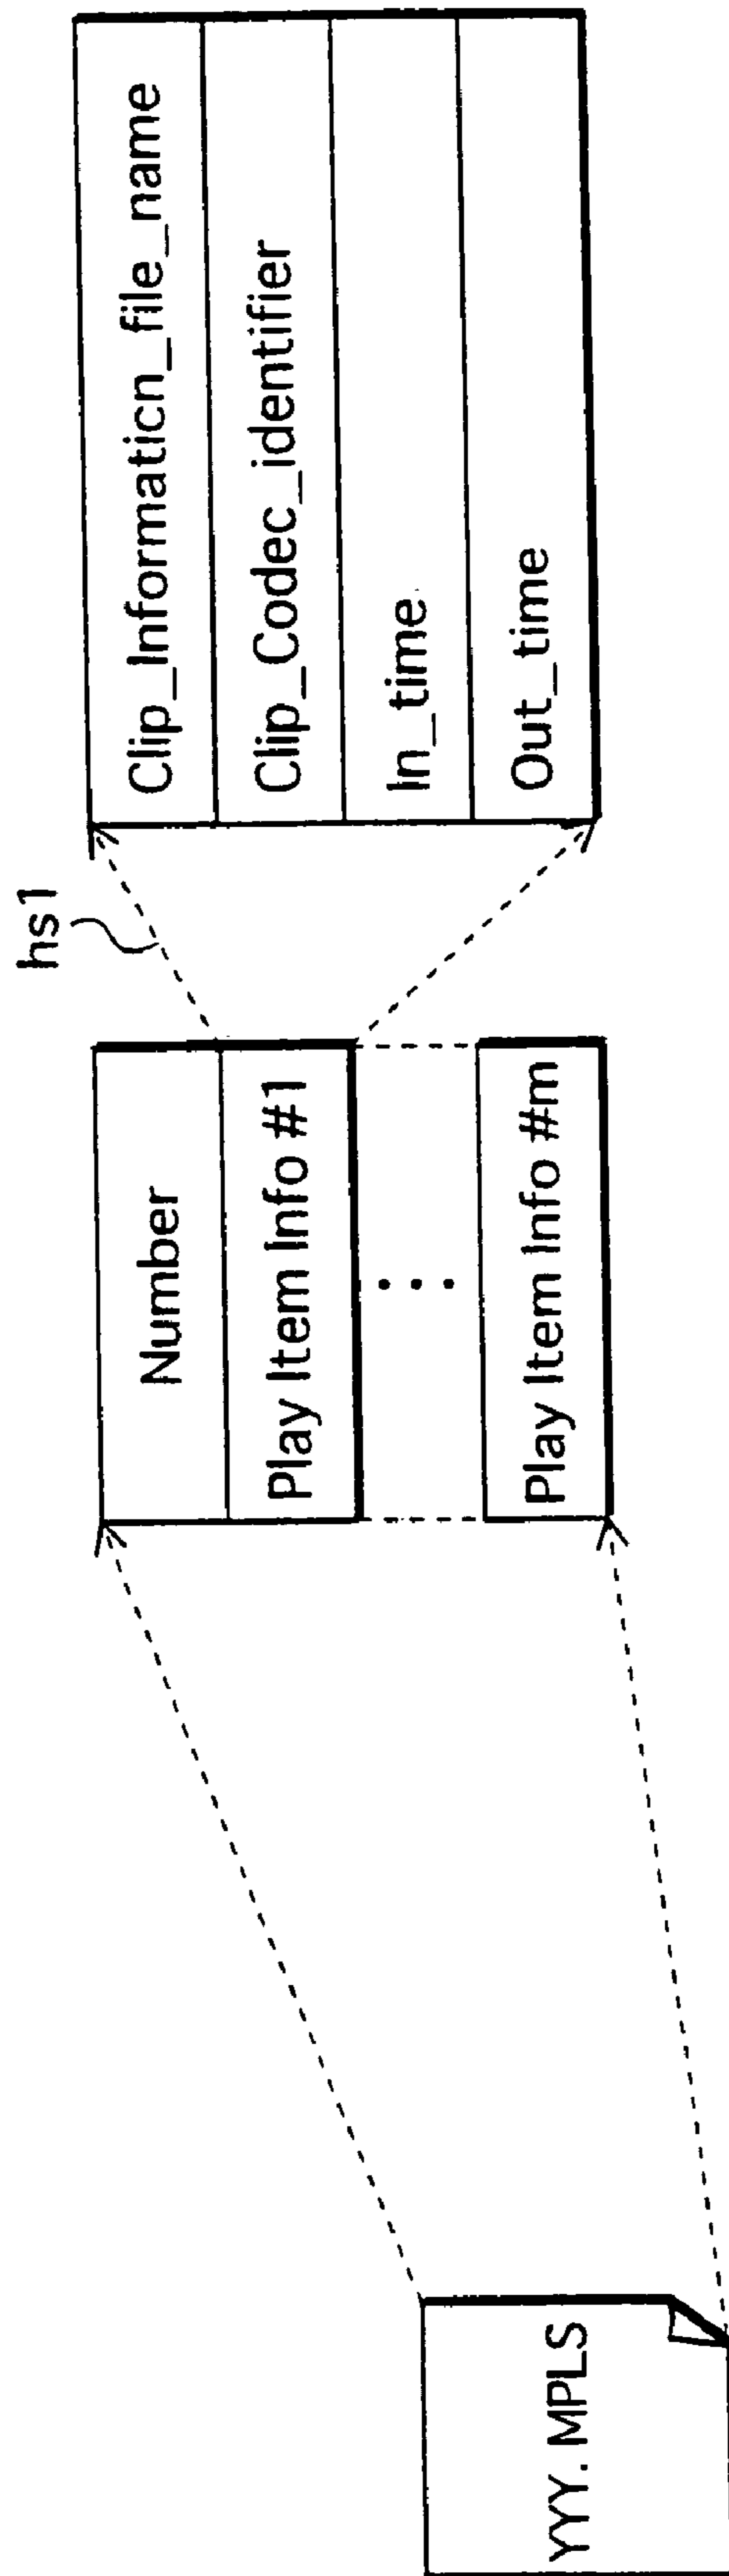 YYY. MPLS
Number
Play Item Info #1
Play Item Info #m
hs1
Clip_Informaticn_file_name
Clip_Codec_identifier
In_time
Out_time